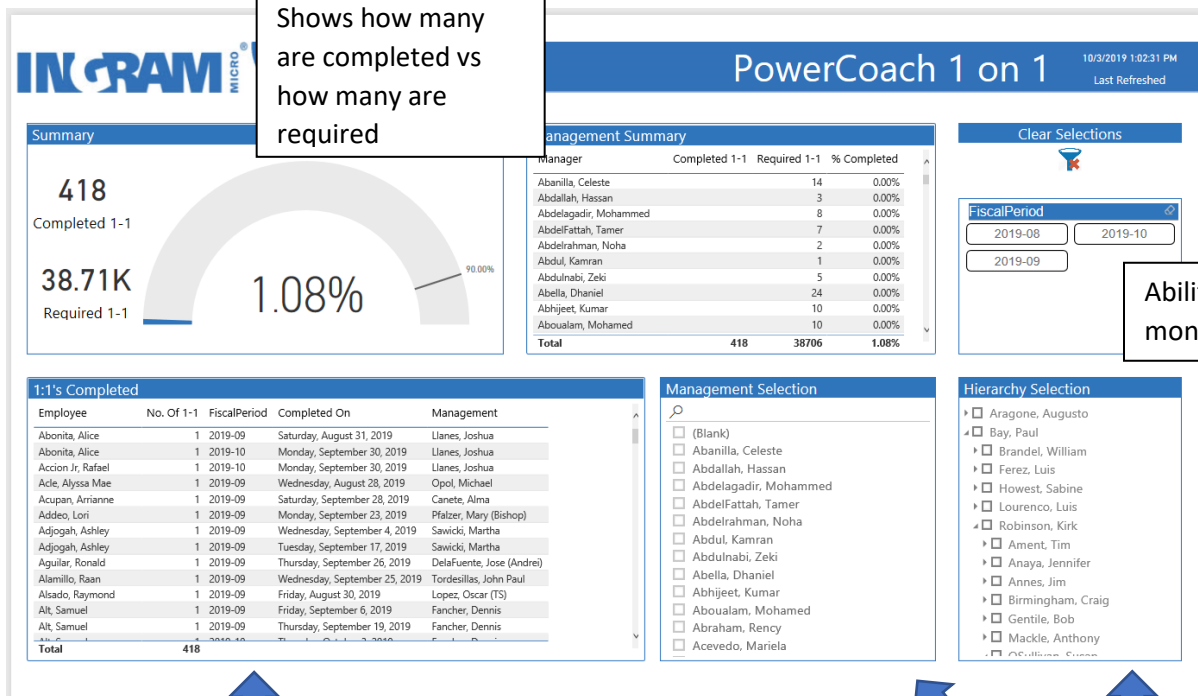 Shows how many
are completed vs
how many are
required
INGRAM MICRO®
PowerCoach 1 on 1
10/3/2019 1:02:31 PM
Last Refreshed
Summary
418
Completed 1-1
38.71K
Required 1-1
1.08%
90.00%
Management Summary
Manager Completed 1-1 Required 1-1 % Completed
Abanilla, Celeste 14 0.00%
Abdallah, Hassan 3 0.00%
Abdelagadir, Mohammed 8 0.00%
AbdelFattah, Tamer 7 0.00%
Abdelrahman, Noha 2 0.00%
Abdul, Kamran 1 0.00%
Abdulnabi, Zeki 5 0.00%
Abella, Dhaniel 24 0.00%
Abhijeet, Kumar 10 0.00%
Aboualam, Mohamed 10 0.00%
Total 418 38706 1.08%
Clear Selections
FiscalPeriod
2019-08 2019-10
2019-09
Abili
mon
1:1's Completed
Employee No. Of 1-1 FiscalPeriod Completed On Management
Abonita, Alice 1 2019-09 Saturday, August 31, 2019 Llanes, Joshua
Abonita, Alice 1 2019-10 Monday, September 30, 2019 Llanes, Joshua
Accion Jr, Rafael 1 2019-10 Monday, September 30, 2019 Llanes, Joshua
Acle, Alyssa Mae 1 2019-09 Wednesday, August 28, 2019 Opol, Michael
Acupan, Arrianne 1 2019-09 Saturday, September 28, 2019 Canete, Alma
Addeo, Lori 1 2019-09 Monday, September 23, 2019 Pfalzer, Mary (Bishop)
Adjogah, Ashley 1 2019-09 Wednesday, September 4, 2019 Sawicki, Martha
Adjogah, Ashley 1 2019-09 Tuesday, September 17, 2019 Sawicki, Martha
Aguilar, Ronald 1 2019-09 Thursday, September 26, 2019 DelaFuente, Jose (Andrei)
Alamillo, Raan 1 2019-09 Wednesday, September 25, 2019 Tordesillas, John Paul
Alsado, Raymond 1 2019-09 Friday, August 30, 2019 Lopez, Oscar (TS)
Alt, Samuel 1 2019-09 Friday, September 6, 2019 Fancher, Dennis
Alt, Samuel 1 2019-09 Thursday, September 19, 2019 Fancher, Dennis
Total 418
Management Selection
(Blank)
Abanilla, Celeste
Abdallah, Hassan
Abdelagadir, Mohammed
AbdelFattah, Tamer
Abdelrahman, Noha
Abdul, Kamran
Abdulnabi, Zeki
Abella, Dhaniel
Abhijeet, Kumar
Aboualam, Mohamed
Abraham, Rency
Acevedo, Mariela
Hierarchy Selection
Aragone, Augusto
Bay, Paul
Brandel, William
Ferez, Luis
Howest, Sabine
Lourenco, Luis
Robinson, Kirk
Ament, Tim
Anaya, Jennifer
Annes, Jim
Birmingham, Craig
Gentile, Bob
Mackle, Anthony